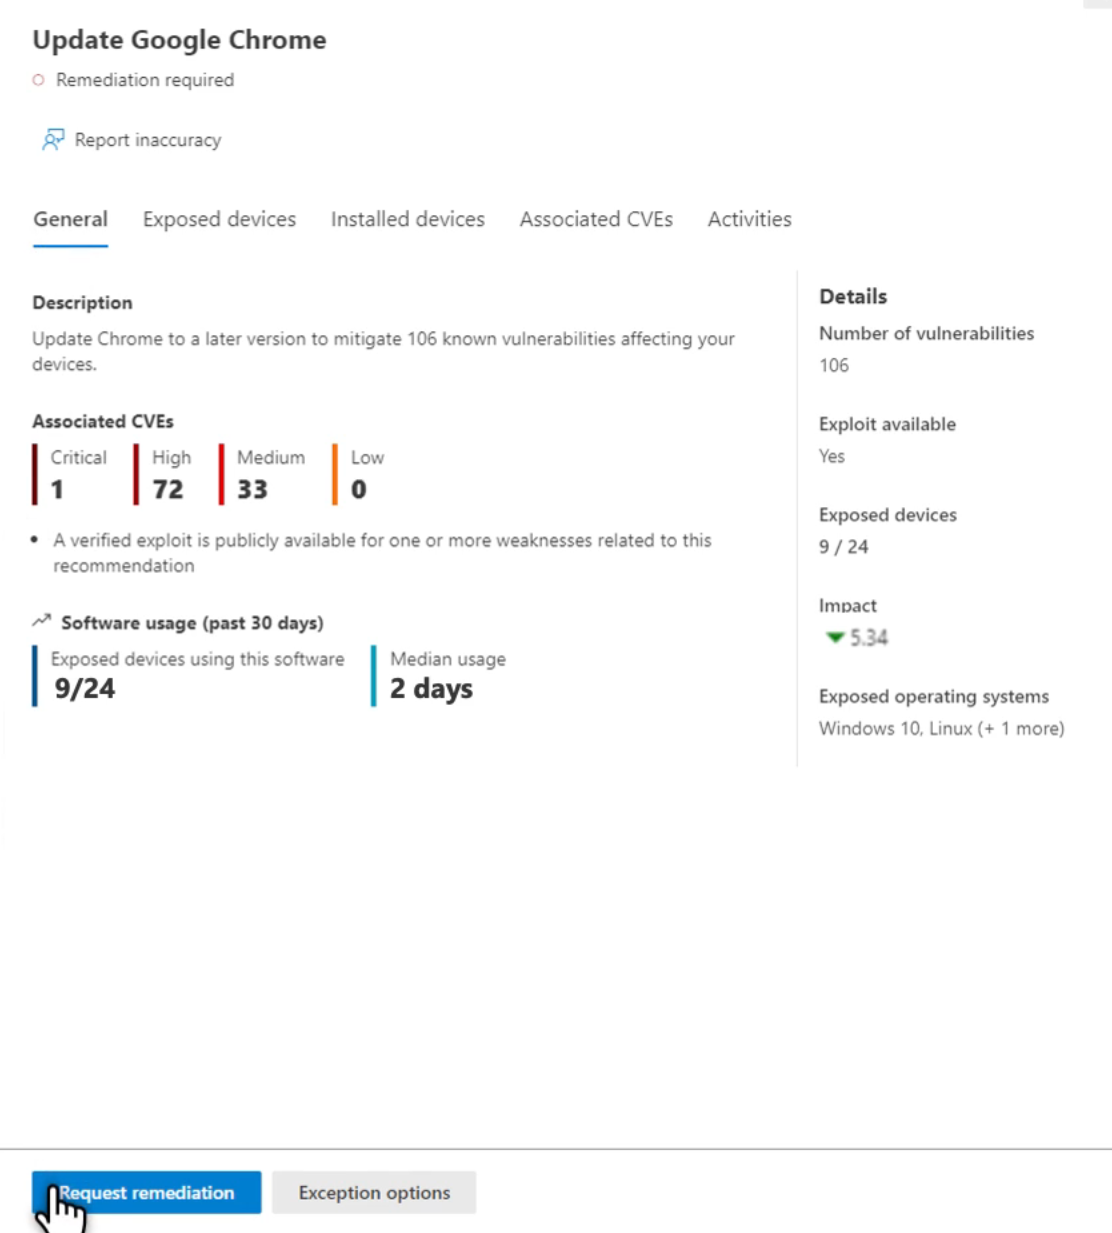 Update Google Chrome
Remediation required
Report inaccuracy
General Exposed devices Installed devices Associated CVEs Activities
Description
Update Chrome to a later version to mitigate 106 known vulnerabilities affecting your
devices.
Associated CVEs
Critical High Medium Low
1 72 33 0
• A verified exploit is publicly available for one or more weaknesses related to this
recommendation
Software usage (past 30 days)
Exposed devices using this software Median usage
9/24 2 days
Details
Number of vulnerabilities
106
Exploit available
Yes
Exposed devices
9 / 24
Impact
5.34
Exposed operating systems
Windows 10, Linux (+ 1 more)
Request remediation Exception options